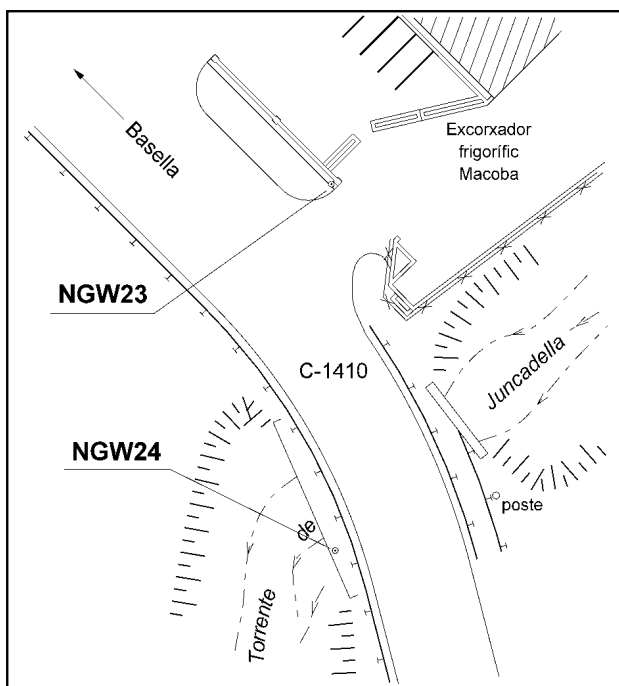 Basella
Excorxador
frigorífic
Macoba
NGW23
C-1410
Juncadella
NGW24
poste
de
Torrente